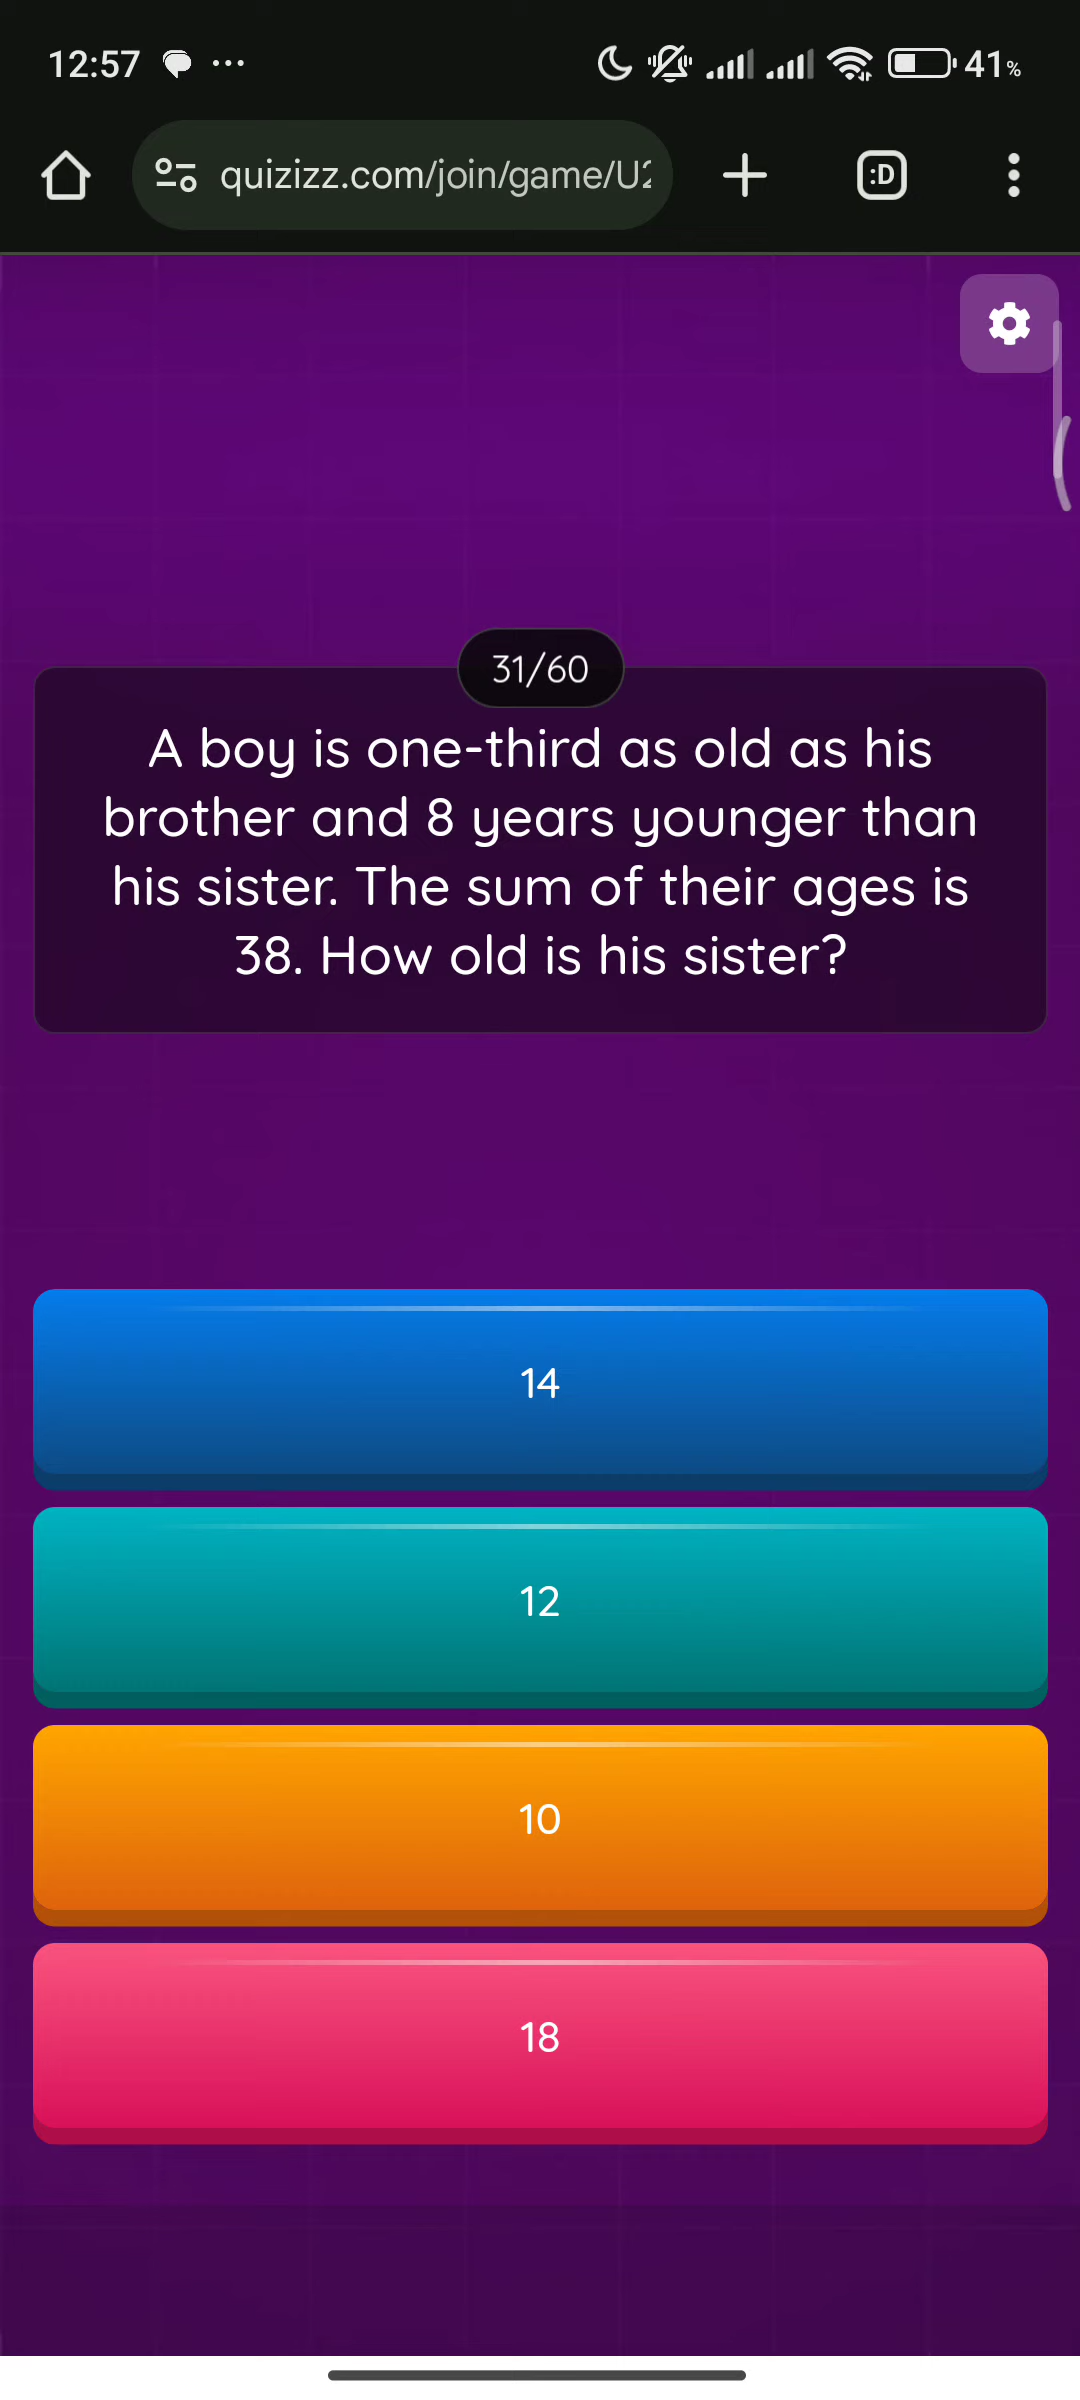 12:57 ... 41%
quizizz.com/join/game/U2
:D
31/60
A boy is one-third as old as his
brother and 8 years younger than
his sister. The sum of their ages is
38. How old is his sister?
14
12
10
18